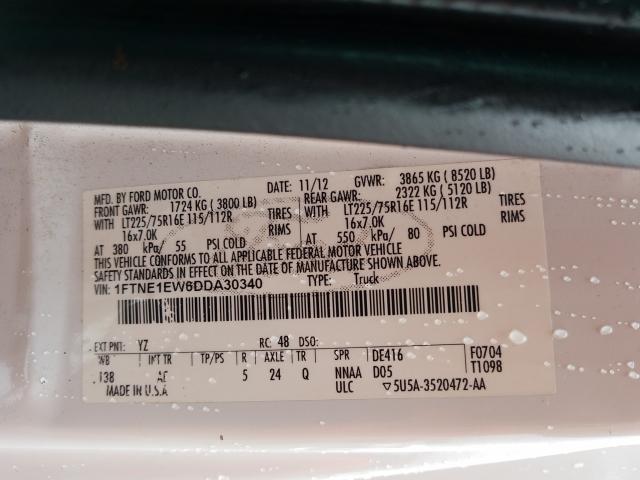 MFD. BY FORD MOTOR CO. DATE: 11/12 GVWR: 3865 KG ( 8520 LB)
FRONT GAWR: 1724 KG ( 3800 LB) REAR GAWR: 2322 KG ( 5120 LB)
WITH LT225/75R16E 115/112R TIRES WITH LT225/75R16E 115/112R TIRES
16x7.0K RIMS 16x7.0K RIMS
AT 380 kPa/ 55 PSI COLD AT 550 kPa/ 80 PSI COLD
THIS VEHICLE CONFORMS TO ALL APPLICABLE FEDERAL MOTOR VEHICLE
SAFETY STANDARDS IN EFFECT ON THE DATE OF MANUFACTURE SHOWN ABOVE.
VIN: 1FTNE1EW6DDA30340 TYPE: Truck
EXT PNT: YZ RC: 48 DSO:
WB INT TR TP/PS R AXLE TR SPR DE416 F0704
138 AE 5 24 Q NNAA D05 T1098
MADE IN U.S.A ULC ▽5U5A-3520472-AA